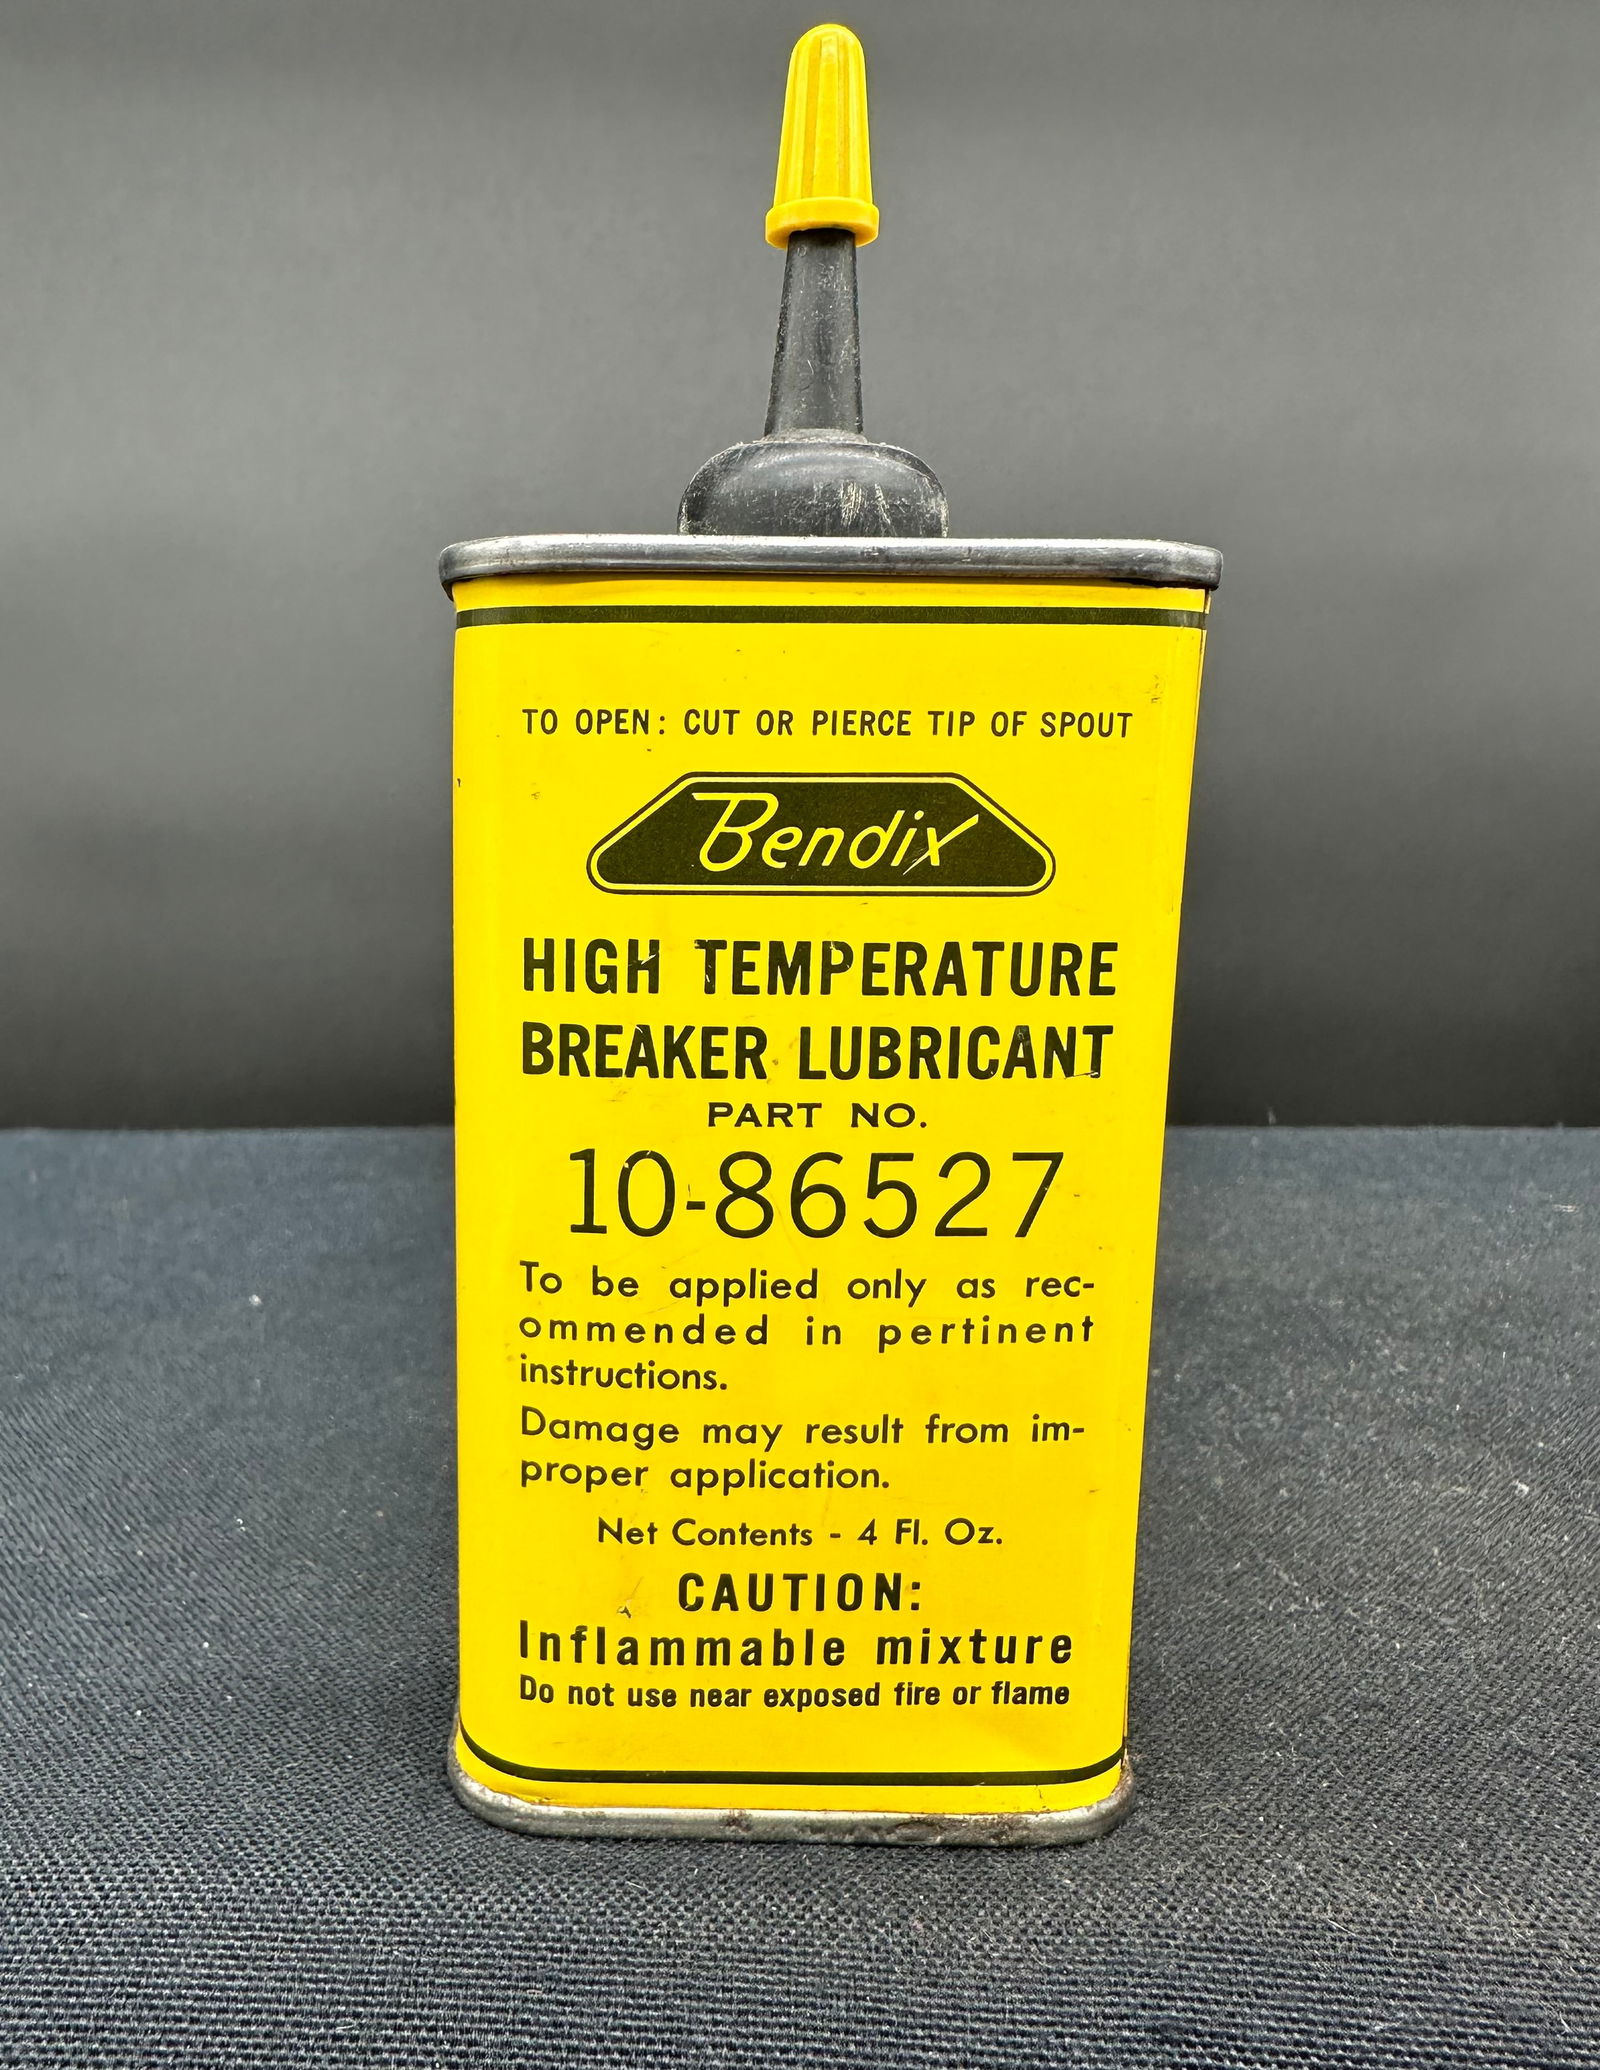 TO OPEN: CUT OR PIERCE TIP OF SPOUT
Bendix
HIGH TEMPERATURE
BREAKER LUBRICANT
PART NO.
10-86527
To be applied only as rec-
ommended in pertinent
instructions.
Damage may result from im-
proper application.
Net Contents - 4 Fl. Oz.
CAUTION:
Inflammable mixture
Do not use near exposed fire or flame